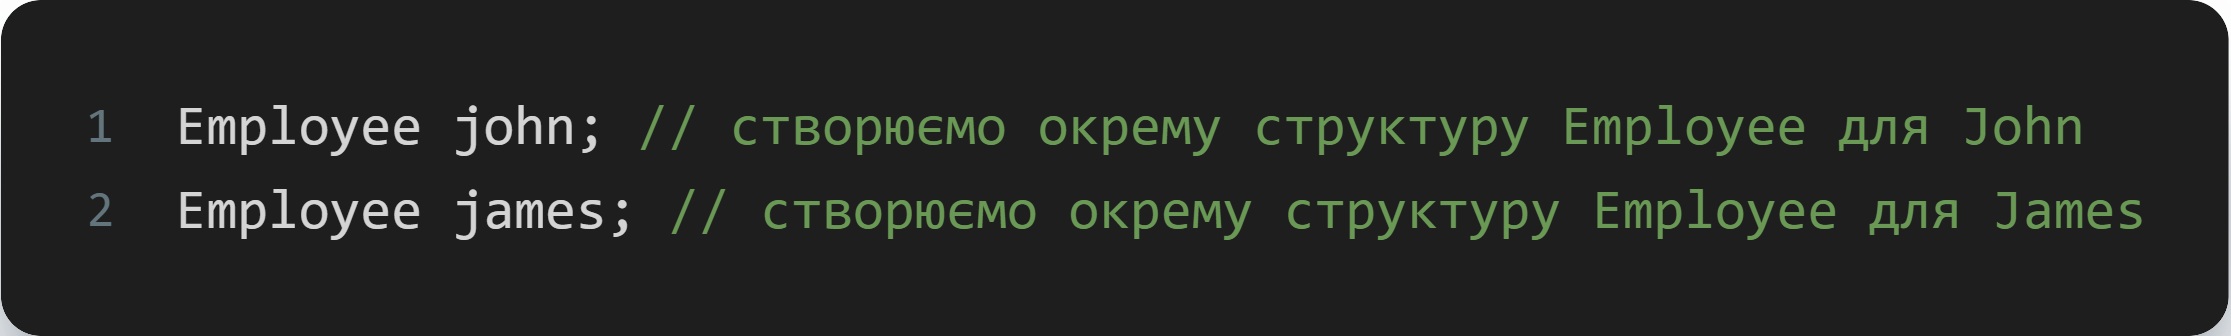 1 Employee john; // створюємо окрему структуру Employee для John
2 Employee james; // створюємо окрему структуру Employee для James